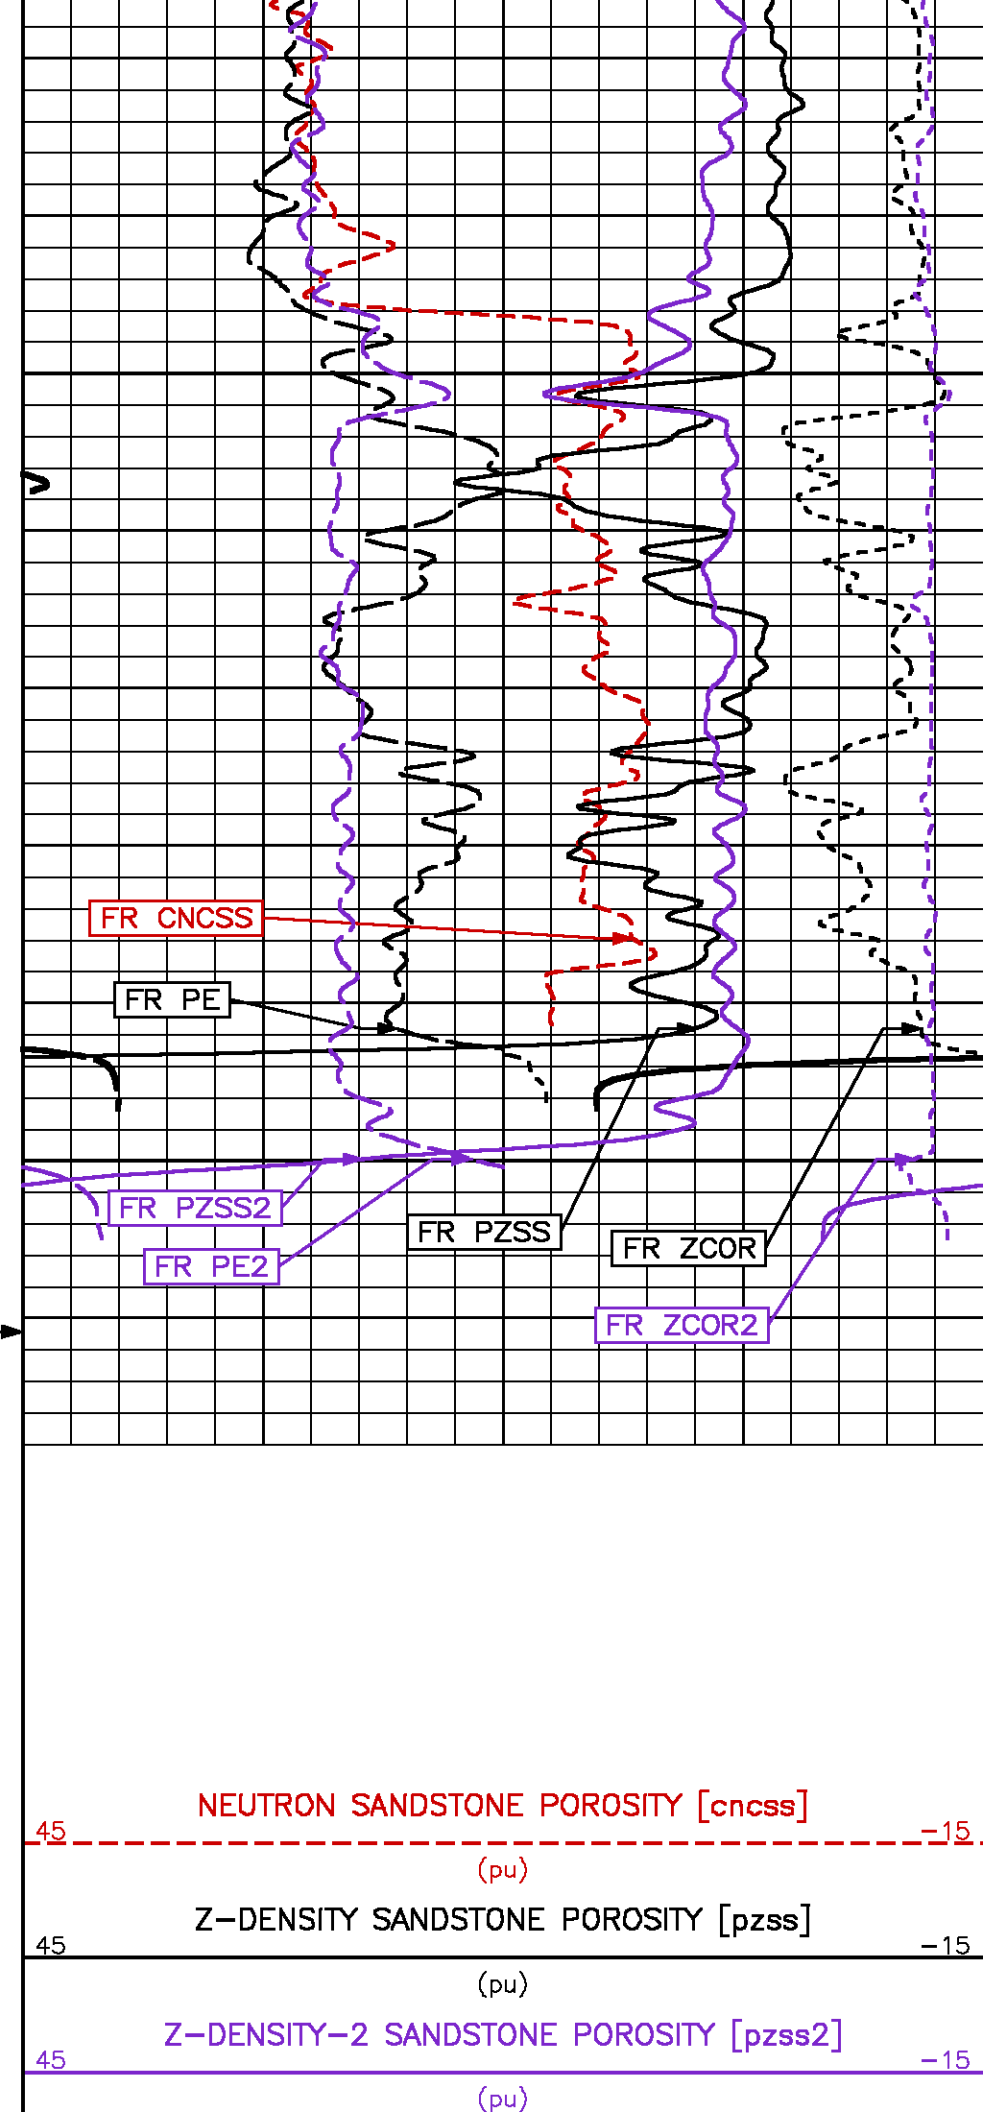 FR CNCSS
FR PE
FR PZSS2
FR PZSS
FR ZCOR
FR PE2
FR ZCOR2
NEUTRON SANDSTONE POROSITY [cncss]
45 -15
(pu)
Z-DENSITY SANDSTONE POROSITY [pzss]
45 -15
(pu)
Z-DENSITY-2 SANDSTONE POROSITY [pzss2]
45 -15
(pu)